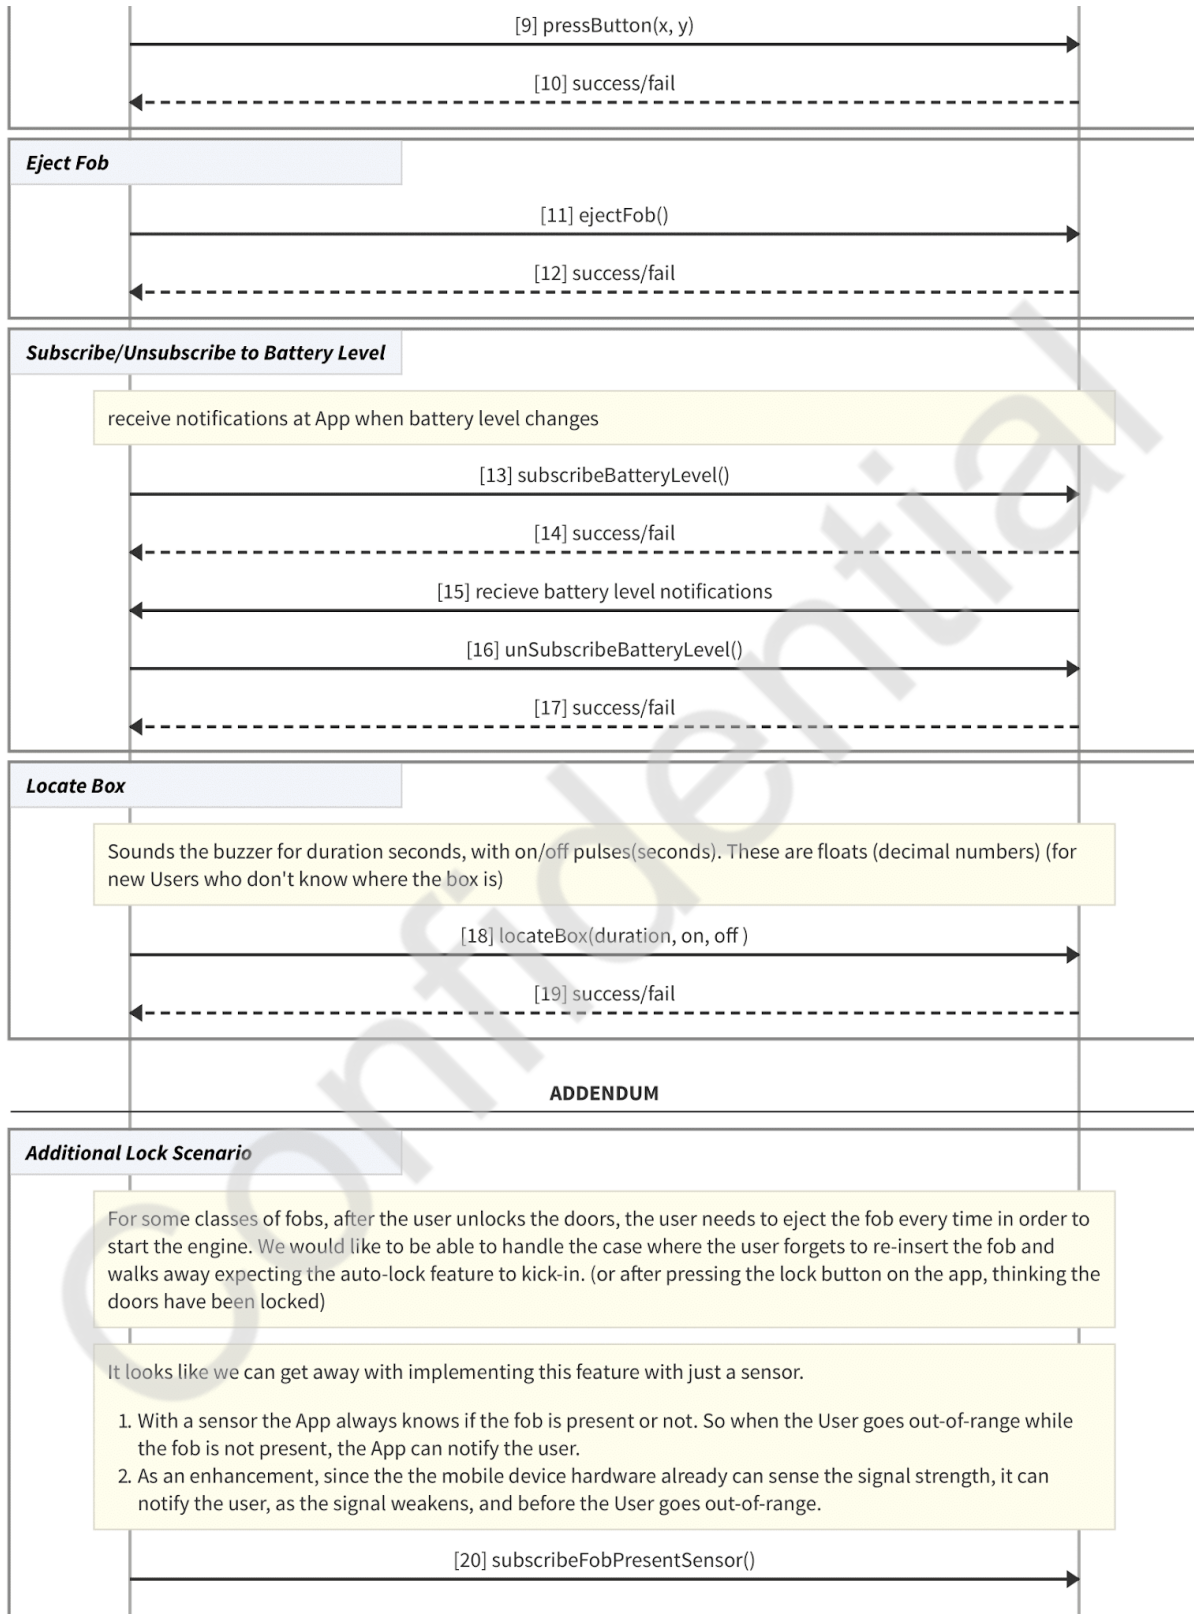 [9] pressButton(x, y)
[10] success/fail
Eject Fob
[11] ejectFob()
[12] success/fail
Subscribe/Unsubscribe to Battery Level
receive notifications at App when battery level changes
[13] subscribeBatteryLevel()
[14] success/fail
[15] recieve battery level notifications
[16] unSubscribeBatteryLevel()
[17] success/fail
Locate Box
Sounds the buzzer for duration seconds, with on/off pulses(seconds). These are floats (decimal numbers) (for
new Users who don't know where the box is)
[18] locateBox(duration, on, off )
[19] success/fail
ADDENDUM
Additional Lock Scenario
For some classes of fobs, after the user unlocks the doors, the user needs to eject the fob every time in order to
start the engine. We would like to be able to handle the case where the user forgets to re-insert the fob and
walks away expecting the auto-lock feature to kick-in. (or after pressing the lock button on the app, thinking the
doors have been locked)
It looks like we can get away with implementing this feature with just a sensor.
1. With a sensor the App always knows if the fob is present or not. So when the User goes out-of-range while
the fob is not present, the App can notify the user.
2. As an enhancement, since the the mobile device hardware already can sense the signal strength, it can
notify the user, as the signal weakens, and before the User goes out-of-range.
[20] subscribeFobPresentSensor()
Confidential